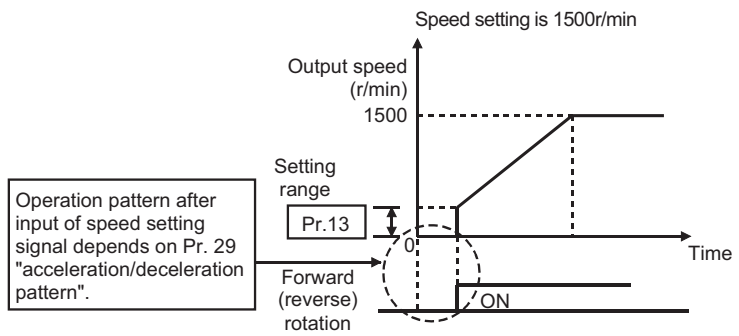 Speed setting is 1500r/min
Output speed
(r/min)
1500
Setting
range
Pr.13
0
Time
Operation pattern after
input of speed setting
signal depends on Pr. 29
"acceleration/deceleration
pattern".
Forward
(reverse)
rotation
ON